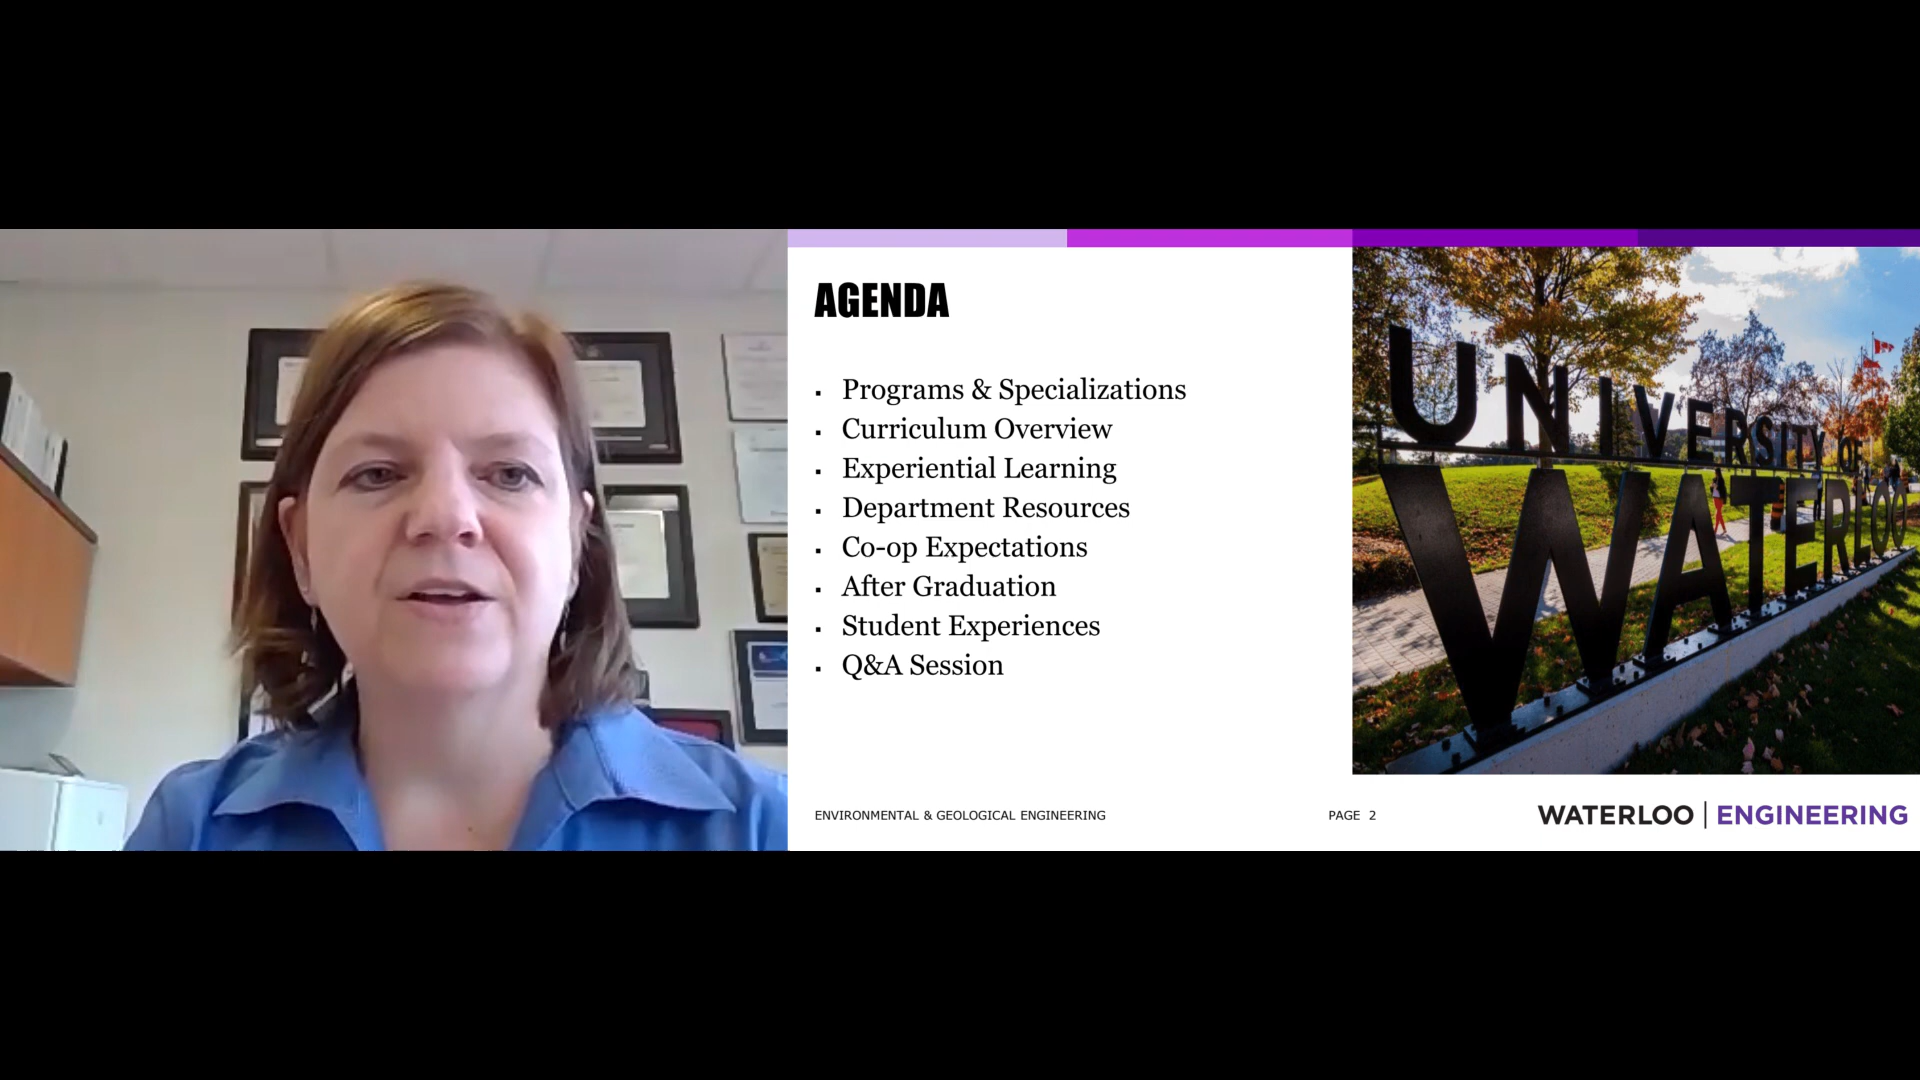 AGENDA
▪ Programs & Specializations
▪ Curriculum Overview
▪ Experiential Learning
▪ Department Resources
▪ Co-op Expectations
▪ After Graduation
▪ Student Experiences
▪ Q&A Session
UNIVERSITY OF
WATERLOO
ENVIRONMENTAL & GEOLOGICAL ENGINEERING
PAGE 2
WATERLOO | ENGINEERING